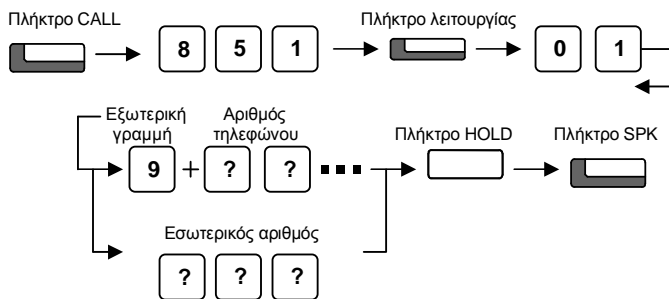 Πλήκτρο CALL
Πλήκτρο λειτουργίας
8 5 1
0 1
Εξωτερική γραμμή
Αριθμός τηλεφώνου
Πλήκτρο HOLD
Πλήκτρο SPK
9 + ? ?
Εσωτερικός αριθμός
? ? ?